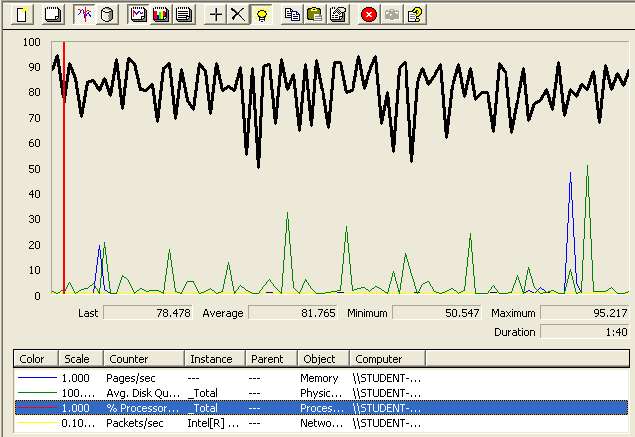 100
90
80
70
60
50
40
30
20
10
0
Last 78.478 Average 81.765 Minimum 50.547 Maximum 95.217
Duration 1:40
Color Scale Counter Instance Parent Object Computer
1.000 Pages/sec --- --- Memory \\STUDENT-...
100.... Avg. Disk Qu... _Total --- Physic... \\STUDENT-...
1.000 % Processor... _Total --- Proces... \\STUDENT-...
0.10... Packets/sec Intel[R] ... --- Netwo... \\STUDENT-...